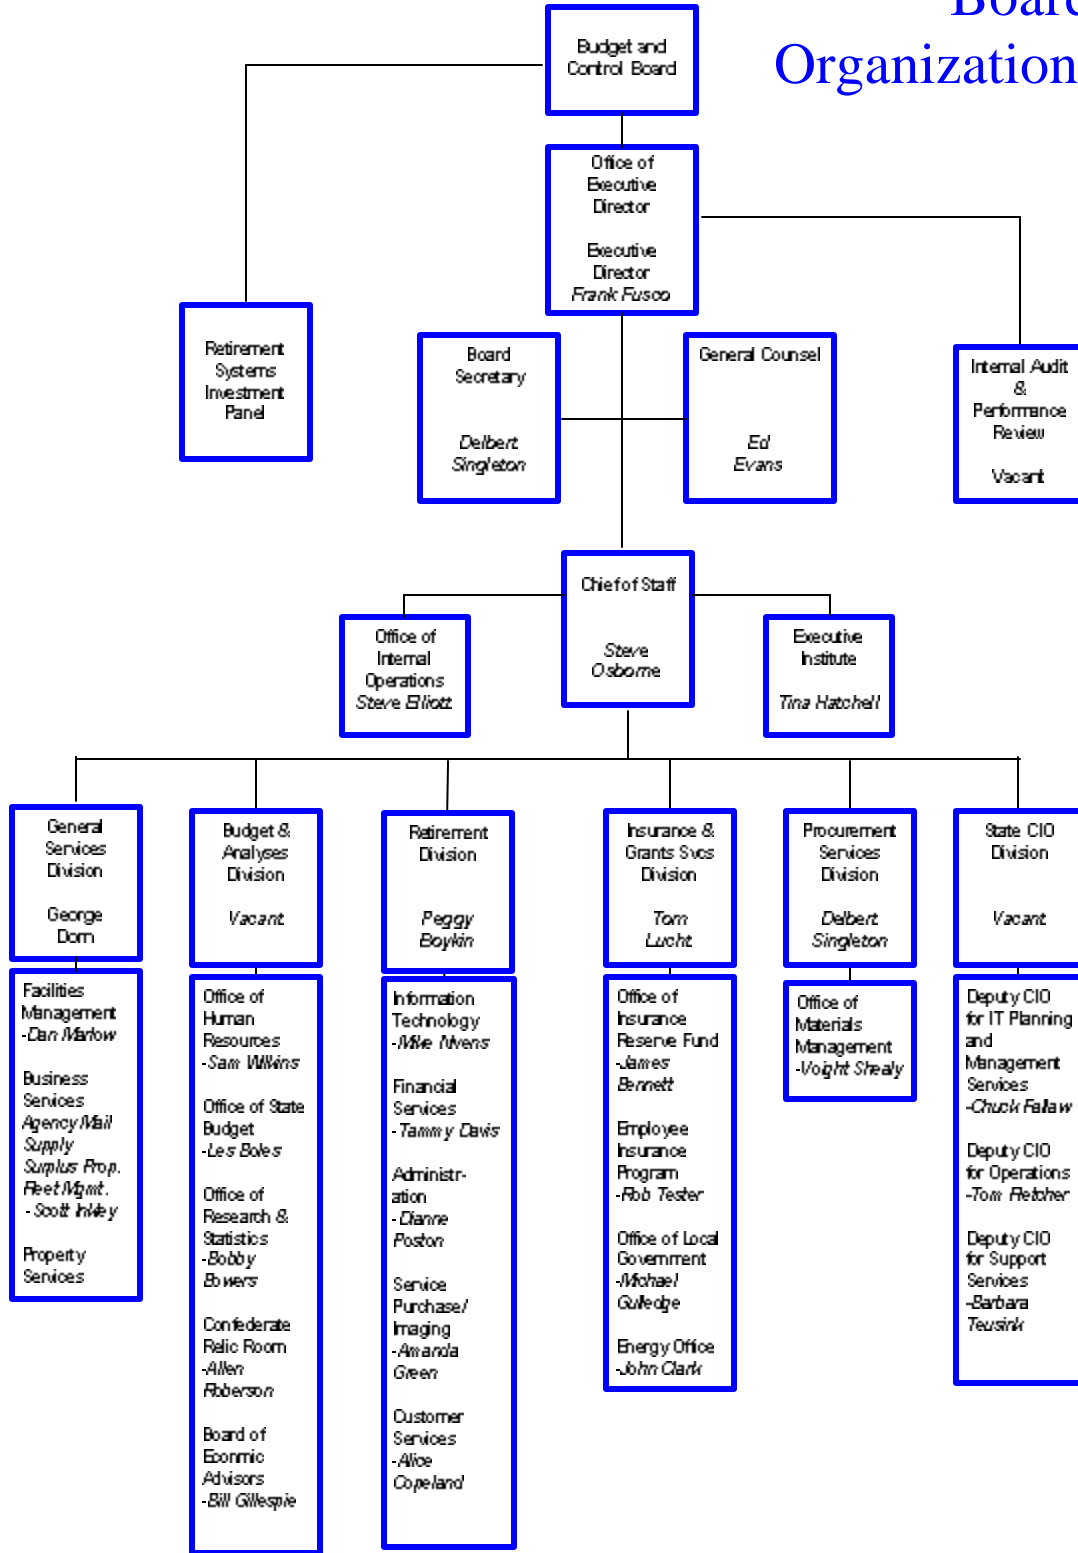 Board
Organization
Budget and
Control Board
Office of
Executive
Director
Executive
Director
Frank Fusco
Retirement
Systems
Investment
Panel
Board
Secretary
Delbert
Singleton
General Counsel
Ed
Evans
Internal Audit
&
Performance
Review
Vacant
Chief of Staff
Steve
Osborne
Office of
Internal
Operations
Steve Elliott
Executive
Institute
Tina Hatchell
General
Services
Division
George
Dorn
Budget &
Analyses
Division
Vacant
Retirement
Division
Peggy
Boykin
Insurance &
Grants Svcs
Division
Tom
Lucht
Procurement
Services
Division
Delbert
Singleton
State CIO
Division
Vacant
Facilities
Management
-Dan Marlow
Business
Services
Agency Mail
Supply
Surplus Prop.
Fleet Mgmt.
- Scott
Property
Services
Office of
Human
Resources
-Sam Wilkins
Office of State
Budget
-Les Boles
Office of
Research &
Statistics
-Bobby
Bowers
Confederate
Relic Room
-Allen
Roberson
Board of
Econmic
Advisors
-Bill Gillespie
Information
Technology
-Mike Nivens
Financial
Services
- Tammy Davis
Administr-
ation
- Dianne
Poston
Service
Purchase/
Imaging
-Amanda
Green
Customer
Services
-Alice
Copeland
Office of
Insurance
Reserve Fund
-James
Bennett
Employee
Insurance
Program
-Rob Tester
Office of Local
Government
-Michael
Gulledge
Energy Office
-John Clark
Office of
Materials
Management
-Voight Shealy
Deputy CIO
for IT Planning
and
Management
Services
-Chuck Fallaw
Deputy CIO
for Operations
-Tom Fletcher
Deputy CIO
for Support
Services
-Barbara
Teusink